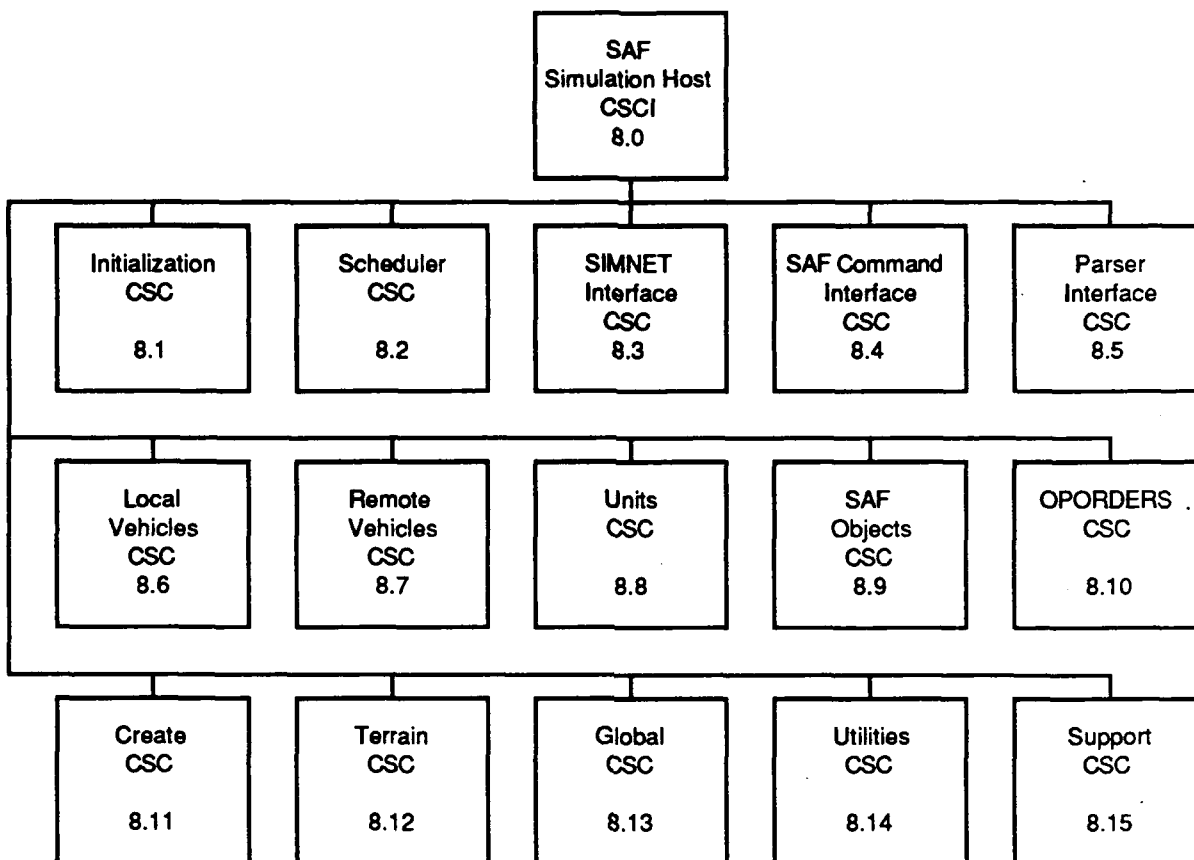 SAF
Simulation Host
CSCI
8.0
Initialization
CSC
8.1
Scheduler
CSC
8.2
SIMNET
Interface
CSC
8.3
SAF Command
Interface
CSC
8.4
Parser
Interface
CSC
8.5
Local
Vehicles
CSC
8.6
Remote
Vehicles
CSC
8.7
Units
CSC
8.8
SAF
Objects
CSC
8.9
OPORDERS
CSC
8.10
Create
CSC
8.11
Terrain
CSC
8.12
Global
CSC
8.13
Utilities
CSC
8.14
Support
CSC
8.15